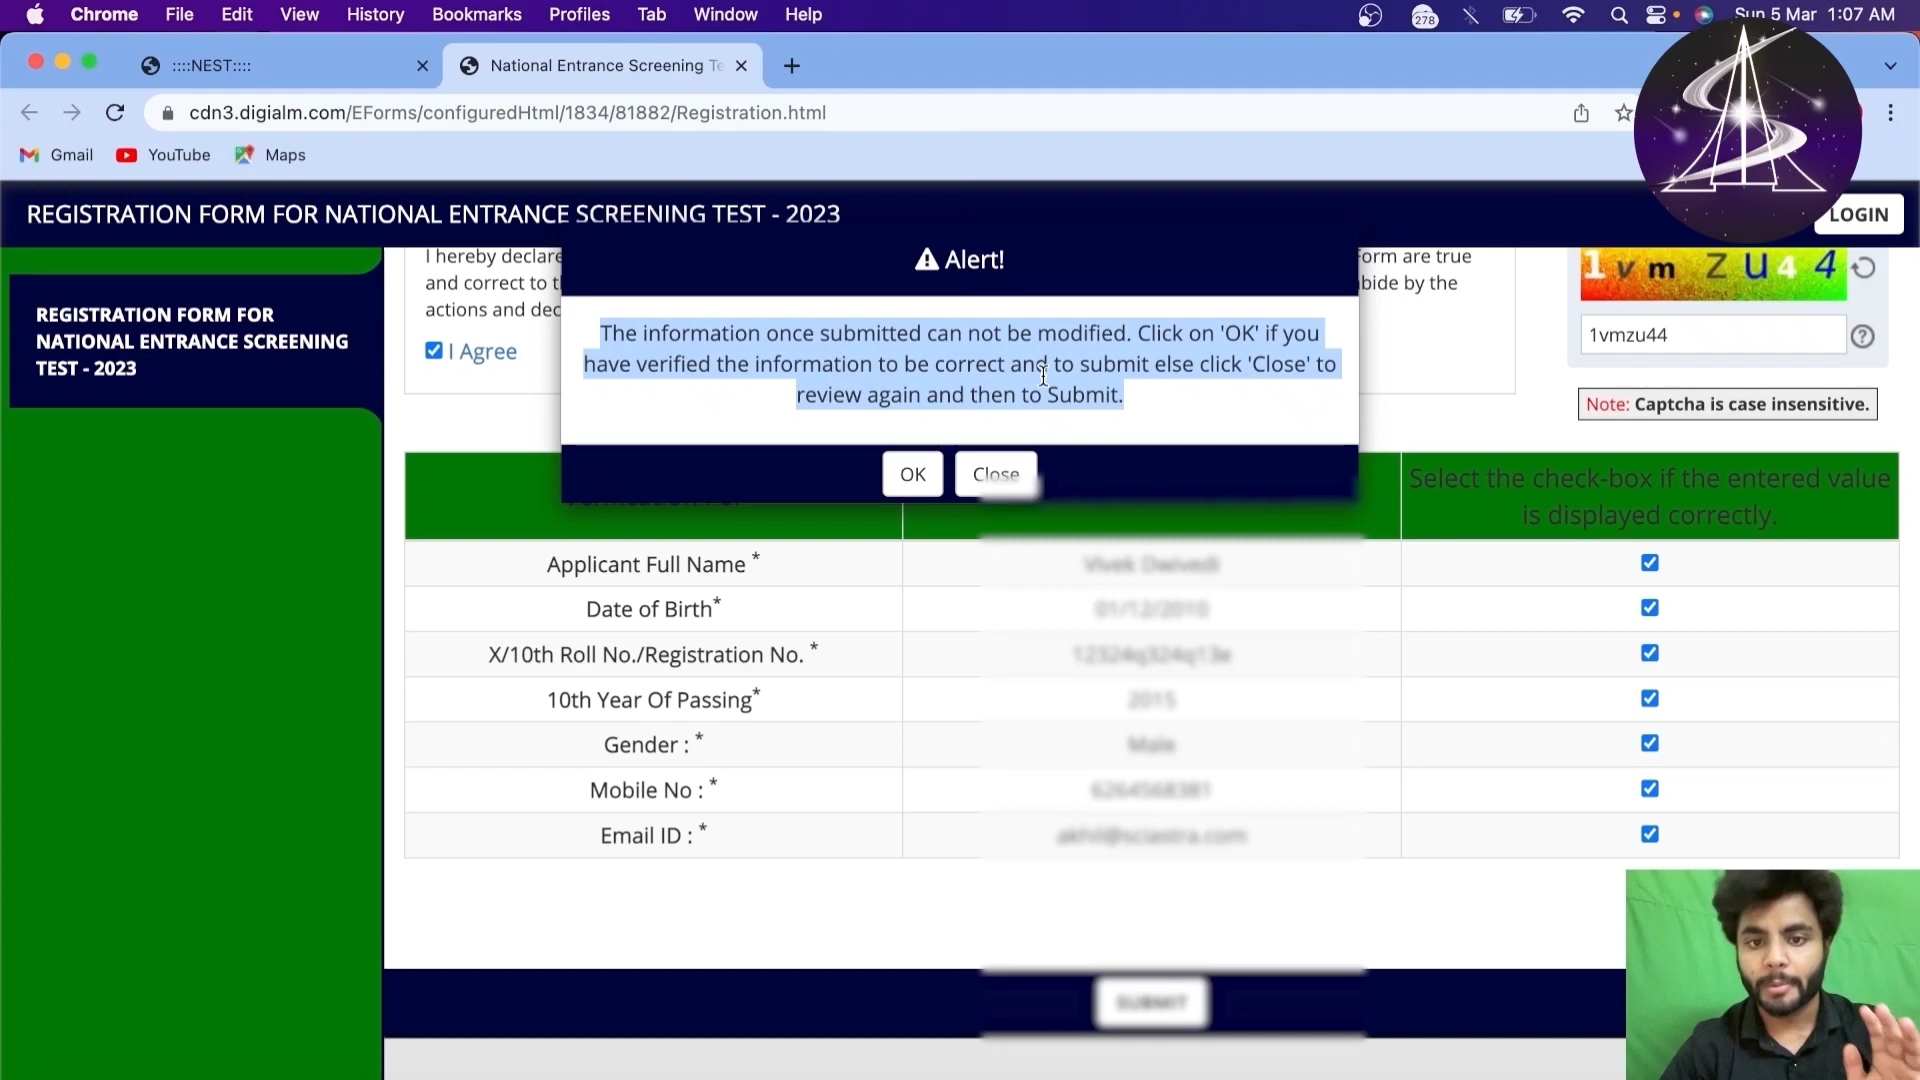 Chrome File Edit View History Bookmarks Profiles Tab Window Help
278
Sun 5 Mar 1:07 AM
::::NEST::::
National Entrance Screening Te
cdn3.digialm.com/EForms/configuredHtml/1834/81882/Registration.html
Gmail YouTube Maps
REGISTRATION FORM FOR NATIONAL ENTRANCE SCREENING TEST - 2023
LOGIN
REGISTRATION FORM FOR
NATIONAL ENTRANCE SCREENING
TEST - 2023
I hereby declare
orm are true
and correct to t
bide by the
actions and dec
I Agree
Alert!
The information once submitted can not be modified. Click on 'OK' if you
have verified the information to be correct and to submit else click 'Close' to
review again and then to Submit.
OK Close
1vmzu44
1vmzu44
Note: Captcha is case insensitive.
Select the check-box if the entered value
is displayed correctly.
Applicant Full Name *
Date of Birth*
X/10th Roll No./Registration No. *
10th Year Of Passing*
Gender : * Male
Mobile No : *
Email ID : *
SUBMIT